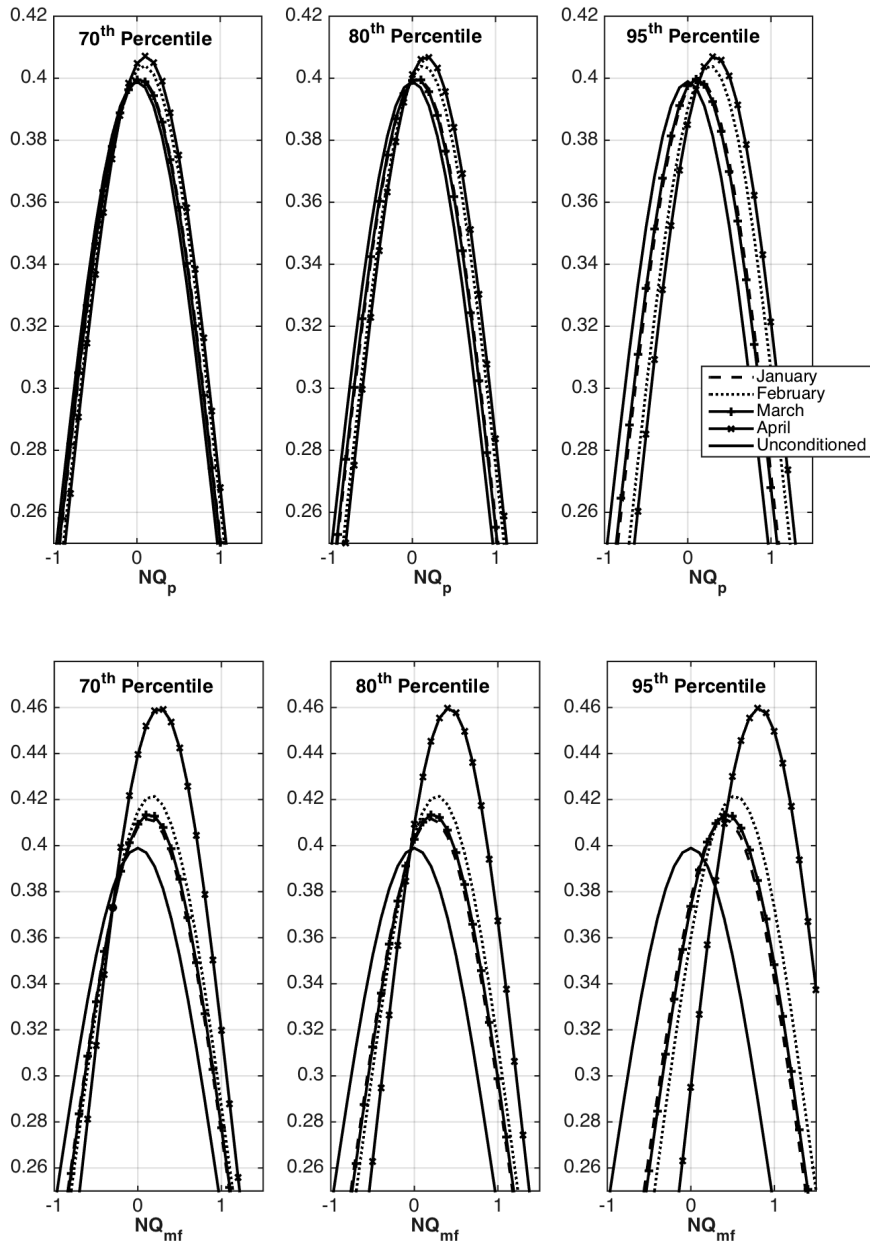 70th Percentile
0.42
0.4
0.38
0.36
0.34
0.32
0.3
0.28
0.26
-1 0 1
NQp
80th Percentile
0.42
0.4
0.38
0.36
0.34
0.32
0.3
0.28
0.26
-1 0 1
NQp
95th Percentile
0.42
0.4
0.38
0.36
0.34
0.32
0.3
0.28
0.26
-1 0 1
NQp
January
February
March
April
Unconditioned
70th Percentile
0.46
0.44
0.42
0.4
0.38
0.36
0.34
0.32
0.3
0.28
0.26
-1 0 1
NQmf
80th Percentile
0.46
0.44
0.42
0.4
0.38
0.36
0.34
0.32
0.3
0.28
0.26
-1 0 1
NQmf
95th Percentile
0.46
0.44
0.42
0.4
0.38
0.36
0.34
0.32
0.3
0.28
0.26
-1 0 1
NQmf